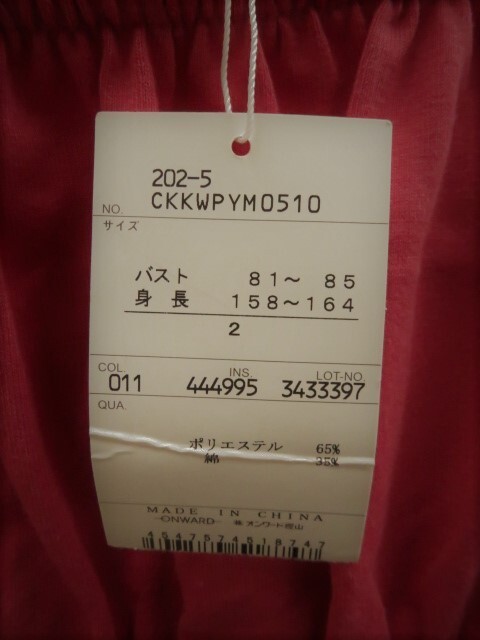 202-5
NO. CKKWPYM0510
サイズ
バスト 81～ 85
身 長 158～164
2
COL. INS. LOT-NO.
011 444995 3433397
QUA.
ポリエステル 65%
綿 35%
MADE IN CHINA
-ONWARD- ㈱オンワード樫山
4547574518747